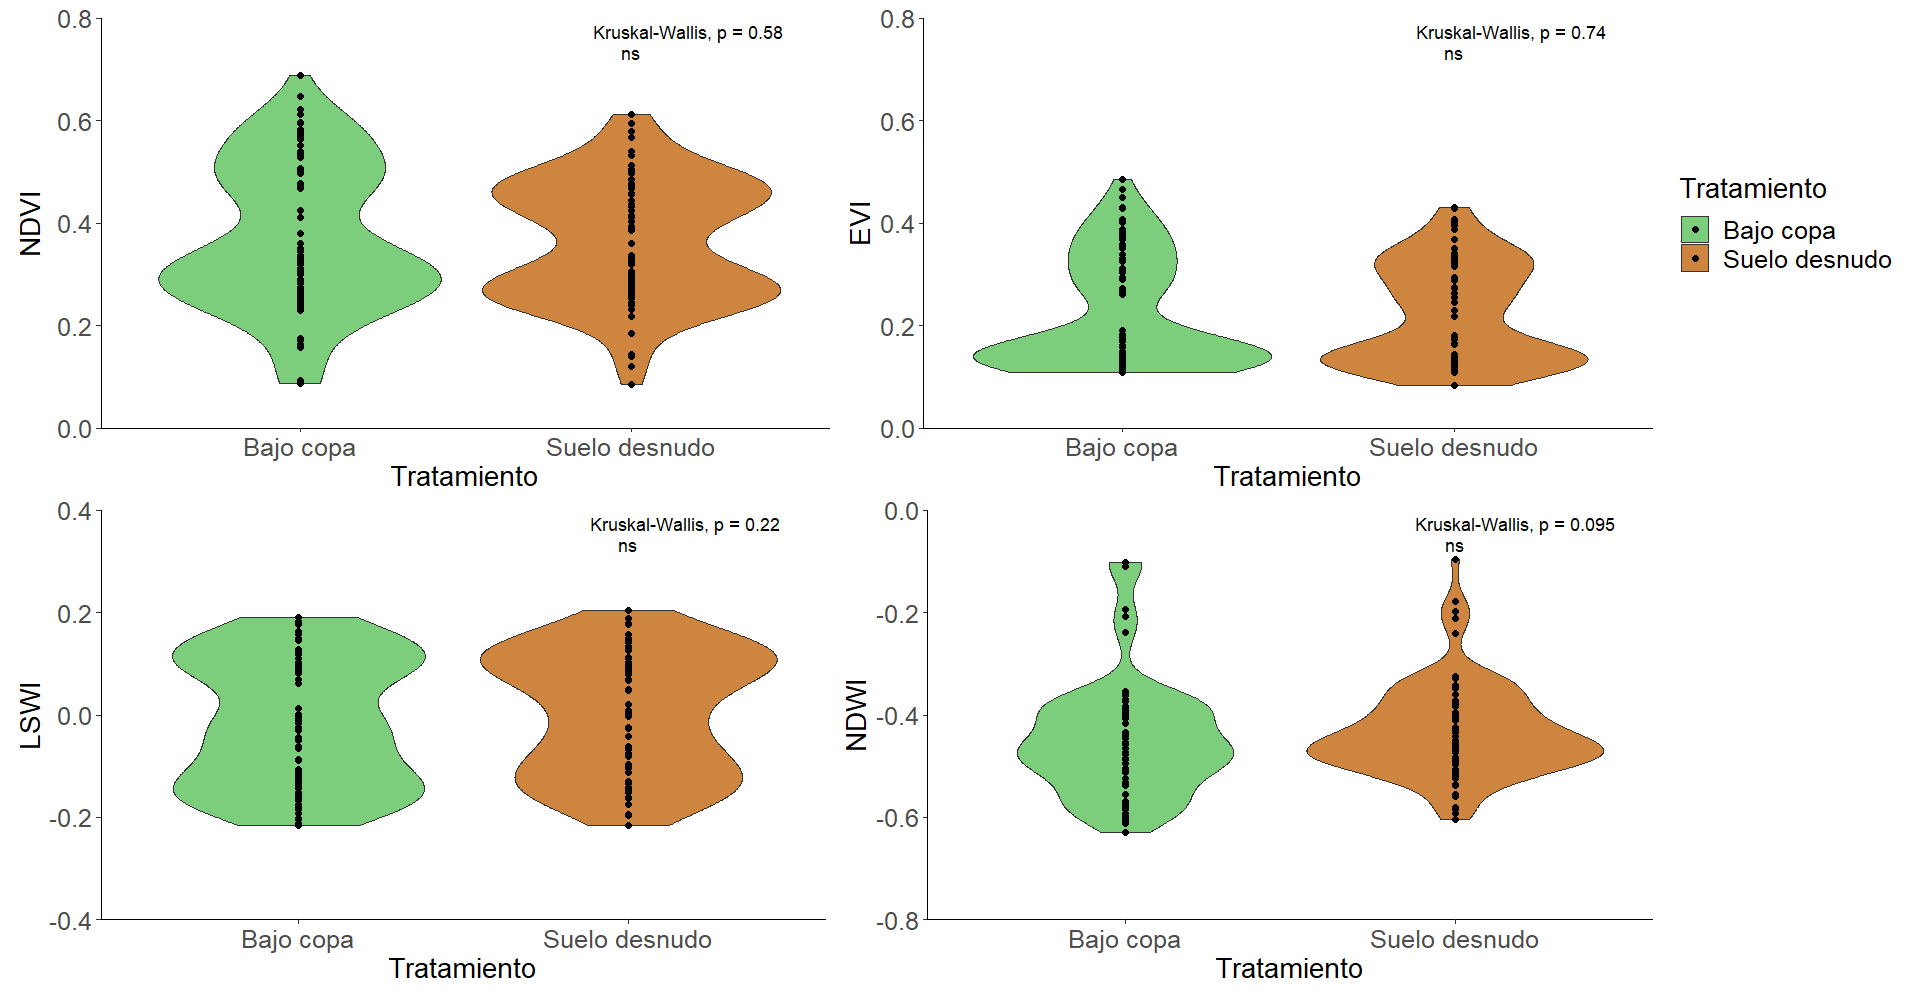 0.8
Kruskal-Wallis, p = 0.58
ns
0.6
NDVI
0.4
0.2
0.0
Bajo copa
Suelo desnudo
Tratamiento
0.8
Kruskal-Wallis, p = 0.74
ns
0.6
EVI
0.4
0.2
0.0
Bajo copa
Suelo desnudo
Tratamiento
Tratamiento
Bajo copa
Suelo desnudo
0.4
Kruskal-Wallis, p = 0.22
ns
0.2
LSWI
0.0
-0.2
-0.4
Bajo copa
Suelo desnudo
Tratamiento
0.0
Kruskal-Wallis, p = 0.095
ns
-0.2
NDWI
-0.4
-0.6
-0.8
Bajo copa
Suelo desnudo
Tratamiento